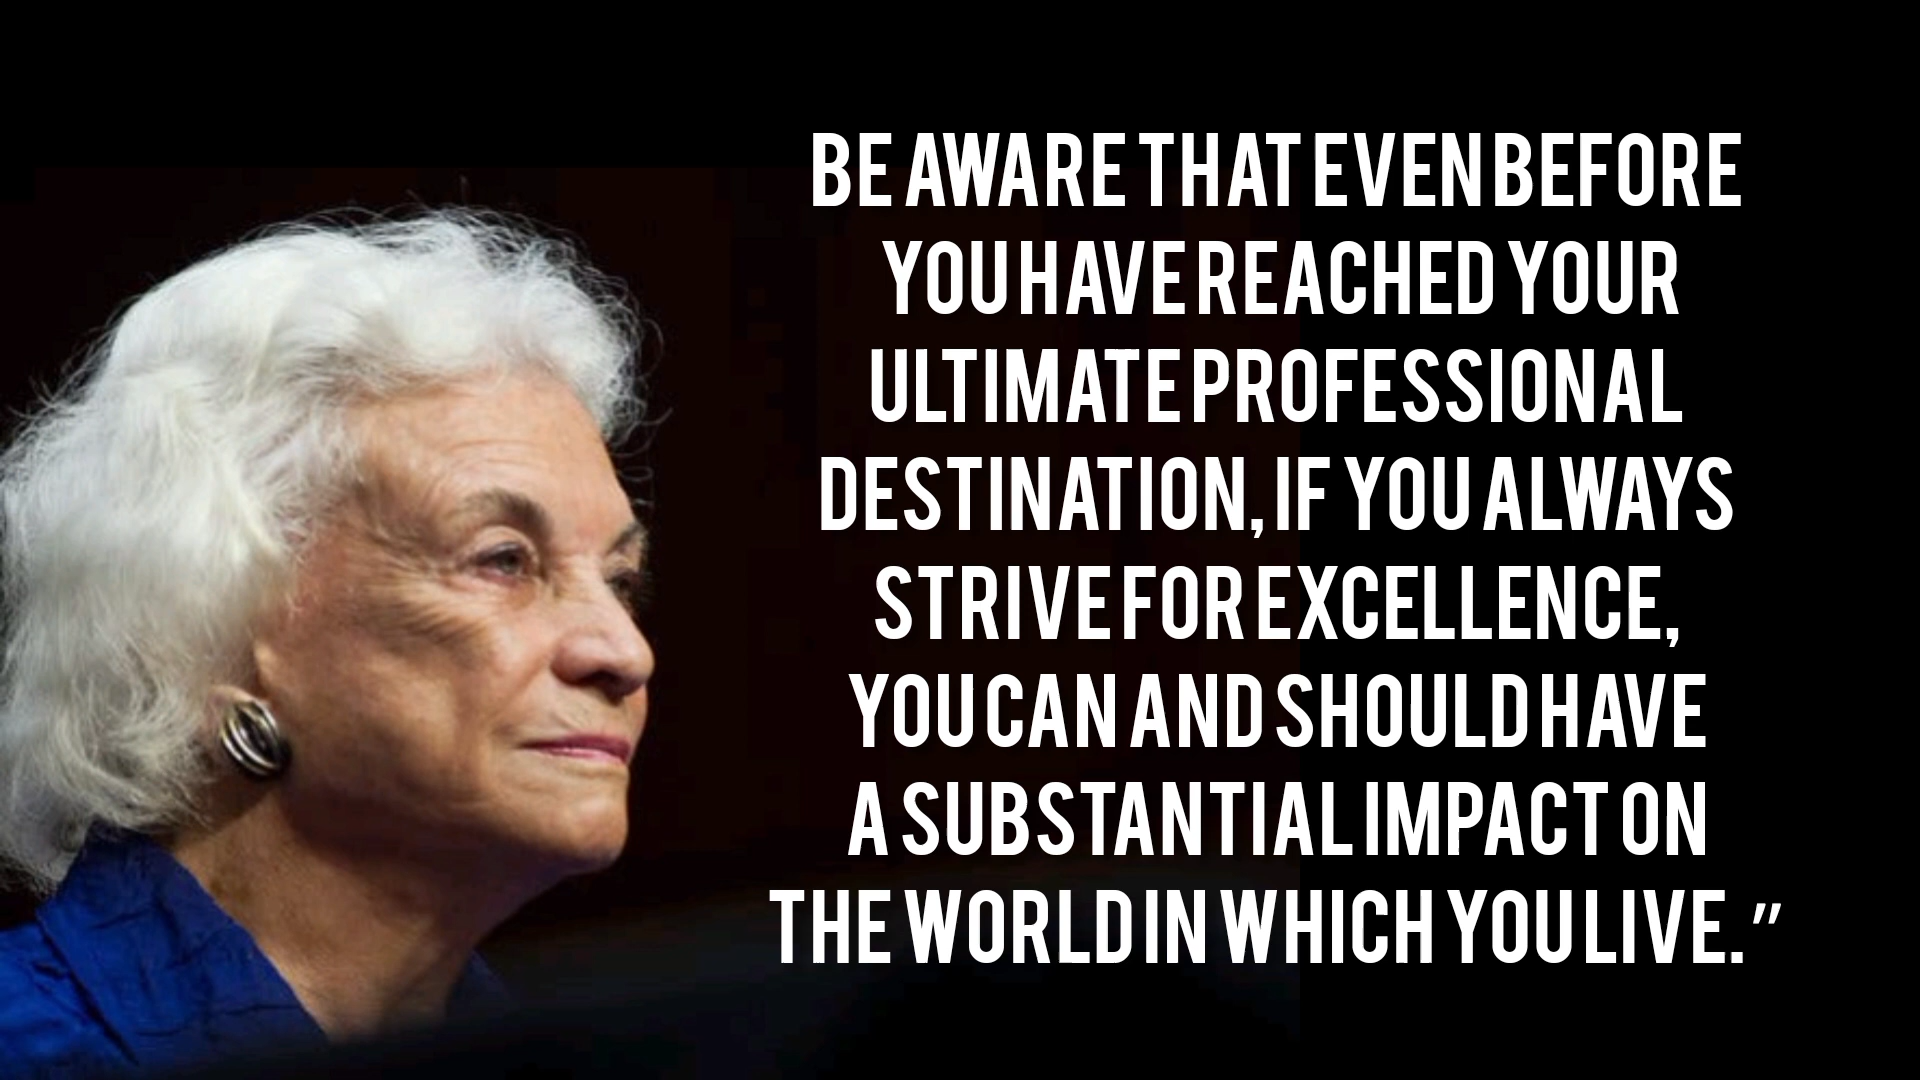 BE AWARE THAT EVEN BEFORE
YOU HAVE REACHED YOUR
ULTIMATE PROFESSIONAL
DESTINATION, IF YOU ALWAYS
STRIVE FOR EXCELLENCE,
YOU CAN AND SHOULD HAVE
A SUBSTANTIAL IMPACT ON
THE WORLD IN WHICH YOU LIVE."